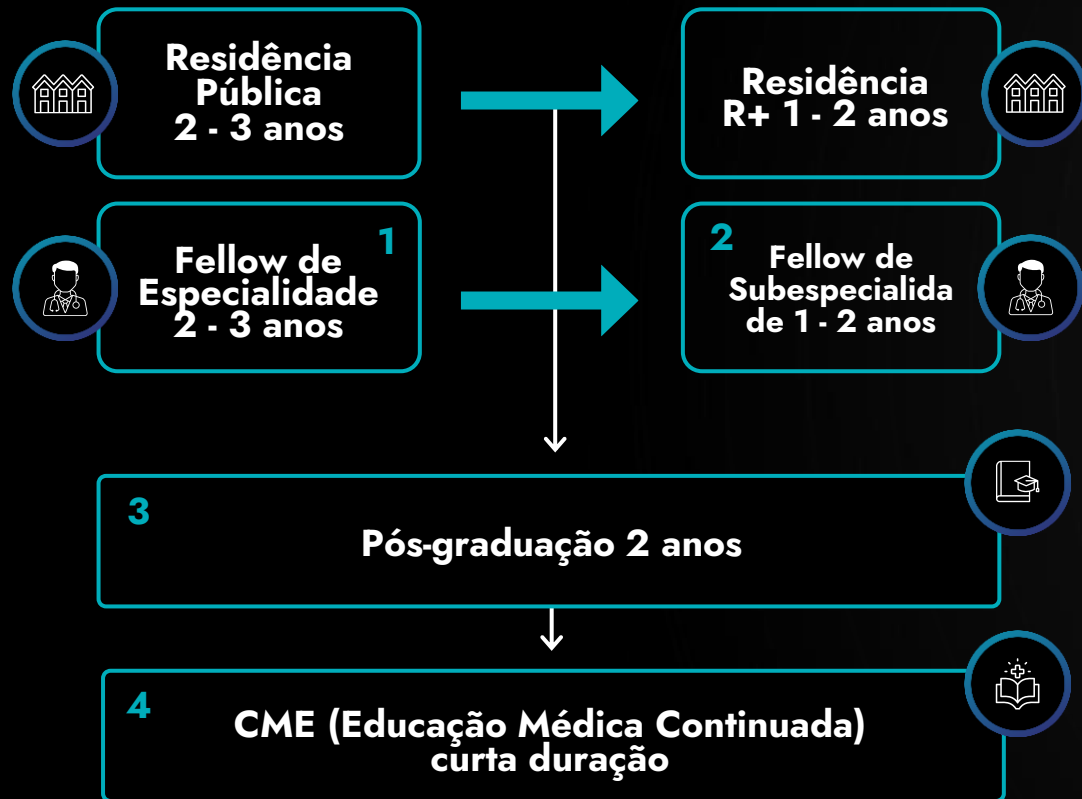 Residência
Pública
2 - 3 anos
Residência
R+ 1 - 2 anos
1
Fellow de
Especialidade
2 - 3 anos
2
Fellow de
Subespecialida
de 1 - 2 anos
3
Pós-graduação 2 anos
4
CME (Educação Médica Continuada)
curta duração